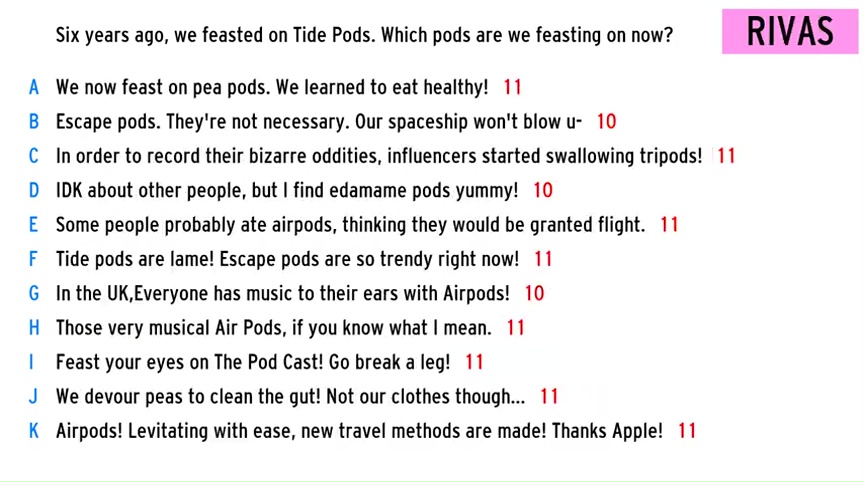 Six years ago, we feasted on Tide Pods. Which pods are we feasting on now?
RIVAS
A We now feast on pea pods. We learned to eat healthy! 11
B Escape pods. They're not necessary. Our spaceship won't blow u- 10
C In order to record their bizarre oddities, influencers started swallowing tripods! 11
D IDK about other people, but I find edamame pods yummy! 10
E Some people probably ate airpods, thinking they would be granted flight. 11
F Tide pods are lame! Escape pods are so trendy right now! 11
G In the UK,Everyone has music to their ears with Airpods! 10
H Those very musical Air Pods, if you know what I mean. 11
I Feast your eyes on The Pod Cast! Go break a leg! 11
J We devour peas to clean the gut! Not our clothes though... 11
K Airpods! Levitating with ease, new travel methods are made! Thanks Apple! 11